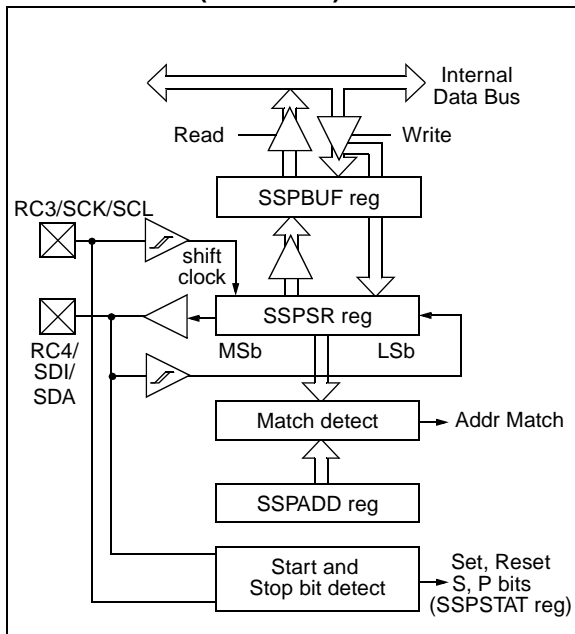 Internal
Data Bus
Read
Write
SSPBUF reg
RC3/SCK/SCL
shift
clock
SSPSR reg
MSb
LSb
RC4/
SDI/
SDA
Match detect
Addr Match
SSPADD reg
Start and
Stop bit detect
Set, Reset
S, P bits
(SSPSTAT reg)